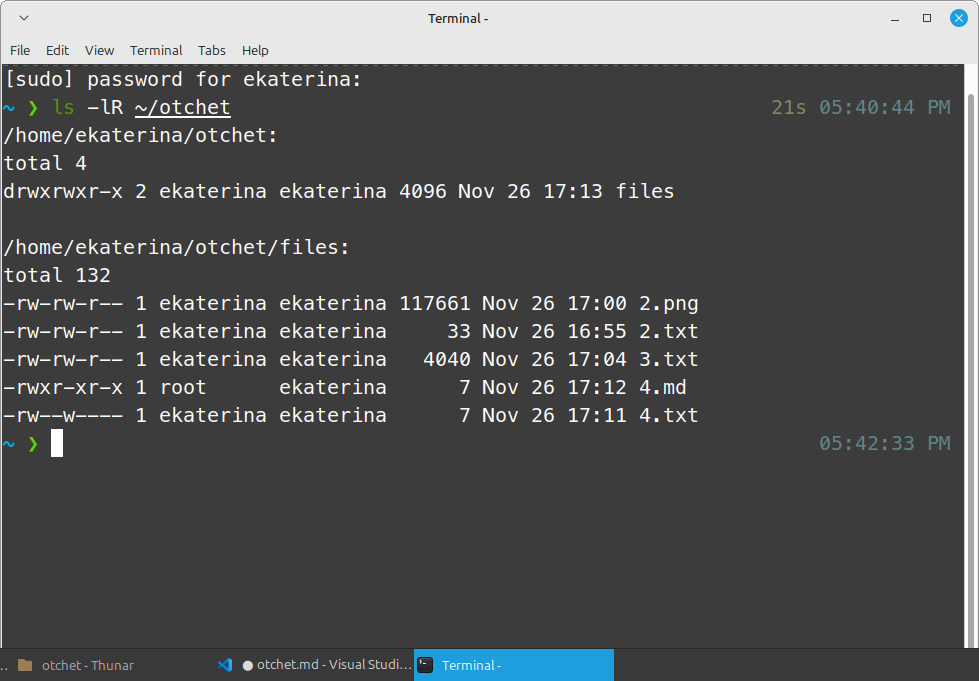 Terminal -
File Edit View Terminal Tabs Help
[sudo] password for ekaterina:
~ ❯ ls -lR ~/otchet 21s 05:40:44 PM
/home/ekaterina/otchet:
total 4
drwxrwxr-x 2 ekaterina ekaterina 4096 Nov 26 17:13 files
/home/ekaterina/otchet/files:
total 132
-rw-rw-r-- 1 ekaterina ekaterina 117661 Nov 26 17:00 2.png
-rw-rw-r-- 1 ekaterina ekaterina     33 Nov 26 16:55 2.txt
-rw-rw-r-- 1 ekaterina ekaterina   4040 Nov 26 17:04 3.txt
-rwxr-xr-x 1 root      ekaterina      7 Nov 26 17:12 4.md
-rw--w---- 1 ekaterina ekaterina      7 Nov 26 17:11 4.txt
~ ❯ 05:42:33 PM
.. otchet - Thunar ● otchet.md - Visual Studi... Terminal -